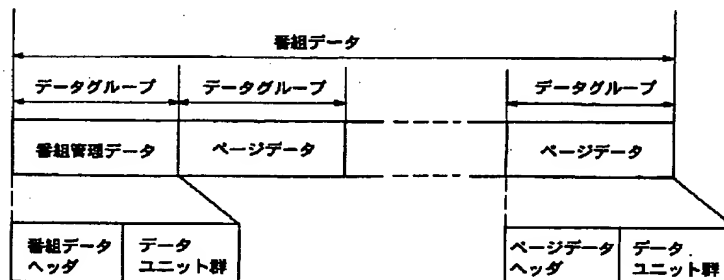 番組データ
データグループ
データグループ
データグループ
番組管理データ
ページデータ
ページデータ
番組データ
ヘッダ
データ
ユニット群
ページデータ
ヘッダ
データ
ユニット群